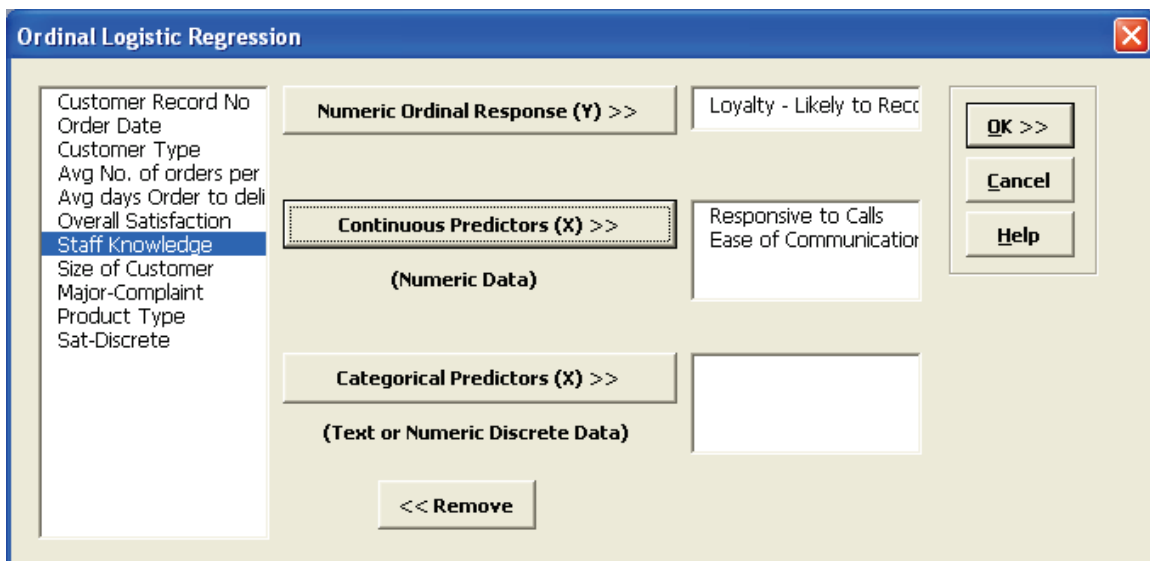 Ordinal Logistic Regression
Customer Record No
Order Date
Customer Type
Avg No. of orders per
Avg days Order to deli
Overall Satisfaction
Staff Knowledge
Size of Customer
Major-Complaint
Product Type
Sat-Discrete
Numeric Ordinal Response (Y) >>
Loyalty - Likely to Recc
Continuous Predictors (X) >>
(Numeric Data)
Responsive to Calls
Ease of Communication
Categorical Predictors (X) >>
(Text or Numeric Discrete Data)
<< Remove
OK >>
Cancel
Help